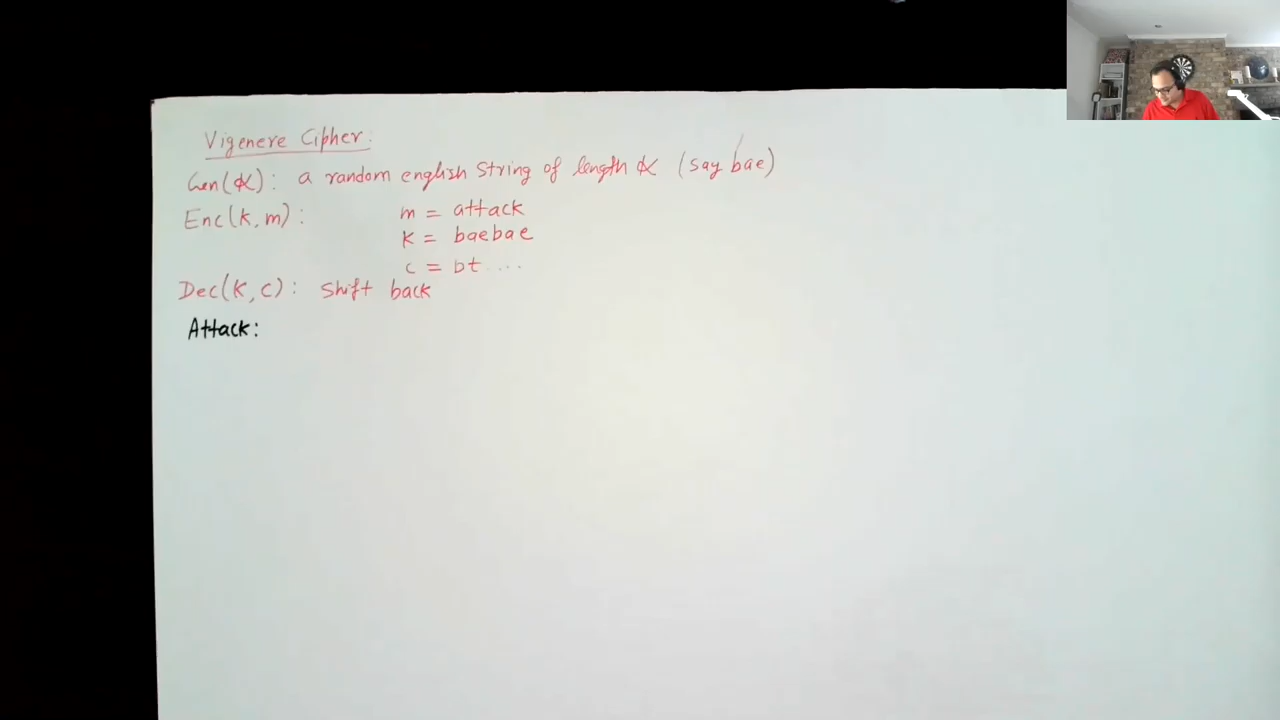 Vigenere Cipher:
Gen(α): a random english string of length α (say bae)
Enc(k, m): m = attack
k = baebae
c = bt ....
Dec(k, c): shift back
Attack: